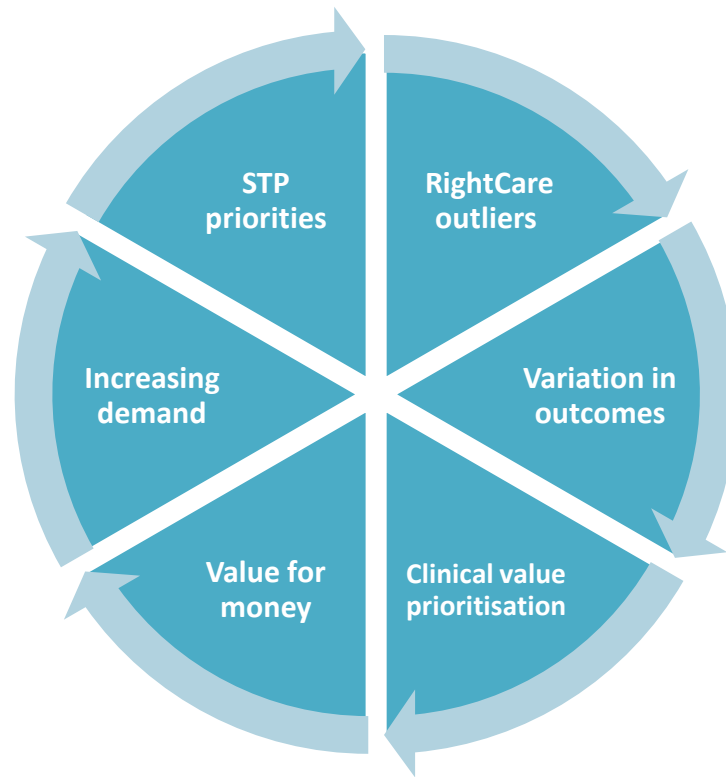 STP
priorities
RightCare
outliers
Increasing
demand
Variation in
outcomes
Value for
money
Clinical value
prioritisation